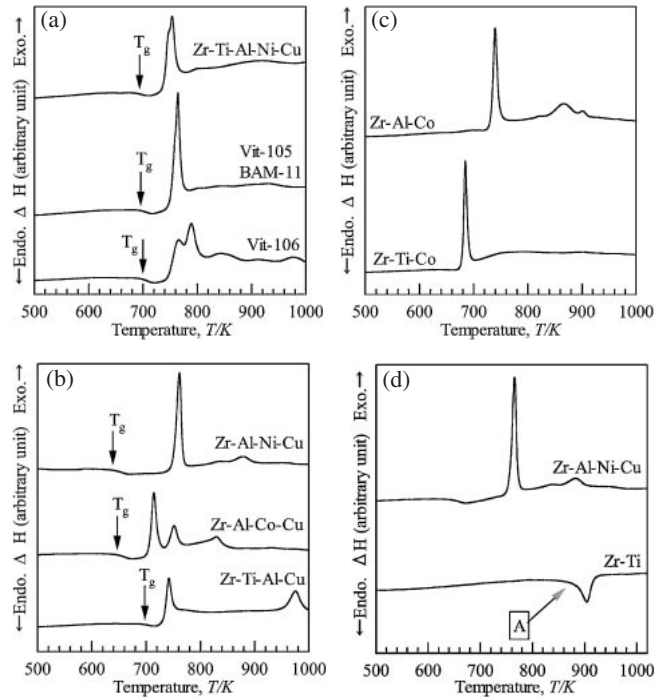 (a)
←Endo. Δ H (arbitrary unit) Exo.→
Tg
Zr-Ti-Al-Ni-Cu
Tg
Vit-105
BAM-11
Tg
Vit-106
500 600 700 800 900 1000
Temperature, T/K
(c)
←Endo. Δ H (arbitrary unit) Exo.→
Zr-Al-Co
Zr-Ti-Co
500 600 700 800 900 1000
Temperature, T/K
(b)
←Endo. Δ H (arbitrary unit) Exo.→
Tg
Zr-Al-Ni-Cu
Tg
Zr-Al-Co-Cu
Tg
Zr-Ti-Al-Cu
500 600 700 800 900 1000
Temperature, T/K
(d)
←Endo. Δ H (arbitrary unit) Exo.→
Zr-Al-Ni-Cu
Zr-Ti
A
500 600 700 800 900 1000
Temperature, T/K